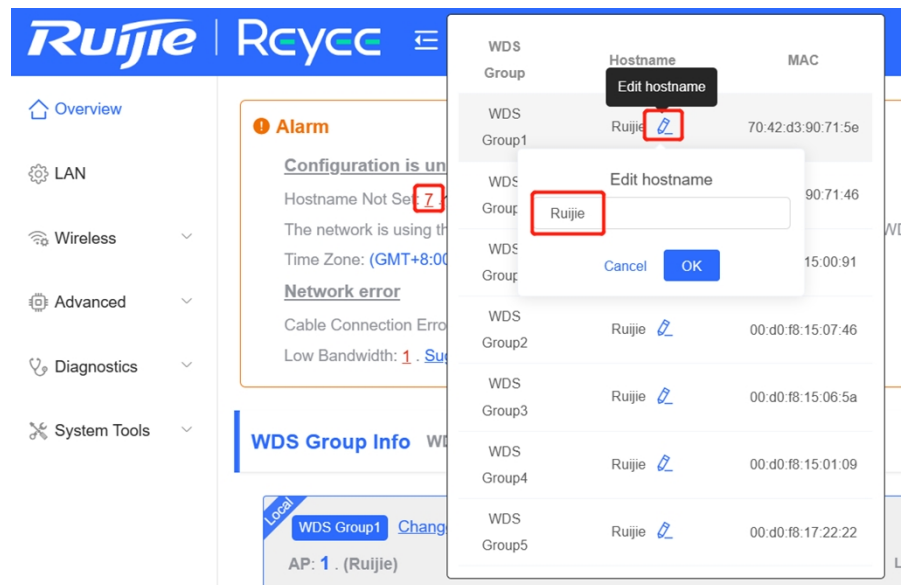 Ruijie | Reyee
Overview
LAN
Wireless
Advanced
Diagnostics
System Tools
Alarm
Configuration is un
Hostname Not Set: 7
The network is using th
Time Zone: (GMT+8:00
Network error
Cable Connection Erro
Low Bandwidth: 1 . Su
WDS Group Info
Local
WDS Group1 Change
AP: 1 . (Ruijie)
WDS Group Hostname MAC
Edit hostname
WDS Group1 Ruijie 70:42:d3:90:71:5e
Edit hostname
Ruijie
Cancel OK
WDS Group 90:71:46
WDS Group 15:00:91
WDS Group2 Ruijie 00:d0:f8:15:07:46
WDS Group3 Ruijie 00:d0:f8:15:06:5a
WDS Group4 Ruijie 00:d0:f8:15:01:09
WDS Group5 Ruijie 00:d0:f8:17:22:22